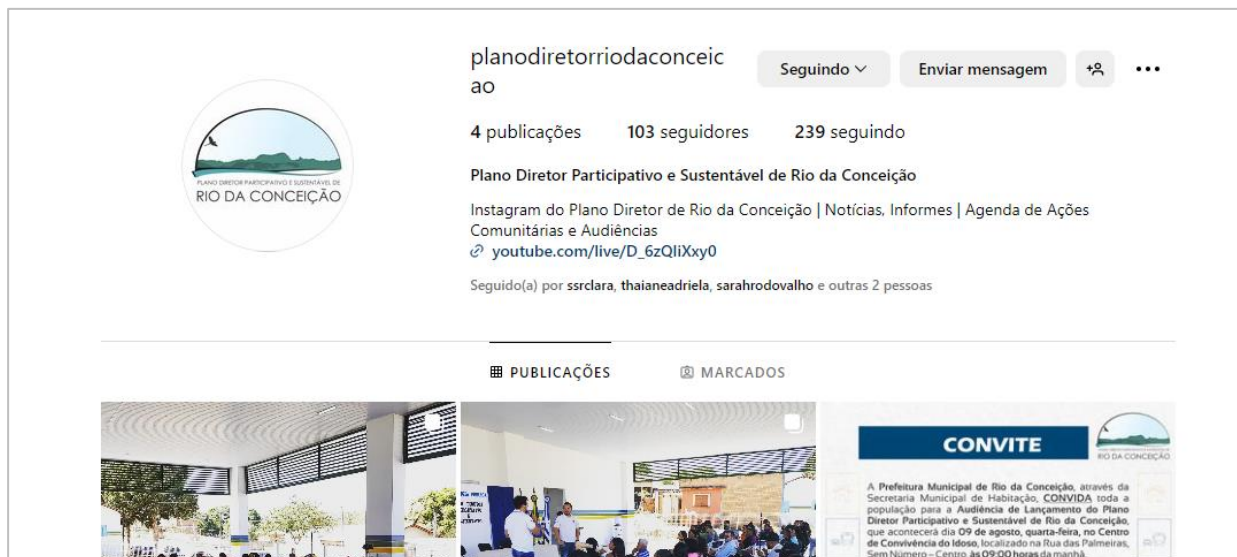 planodiretorriodaconceic
ao
Seguindo
Enviar mensagem
4 publicações 103 seguidores 239 seguindo
PLANO DIRETOR PARTICIPATIVO E SUSTENTÁVEL DE
RIO DA CONCEIÇÃO
Plano Diretor Participativo e Sustentável de Rio da Conceição
Instagram do Plano Diretor de Rio da Conceição | Notícias, Informes | Agenda de Ações
Comunitárias e Audiências
youtube.com/live/D_6zQliXxy0
Seguido(a) por ssrclara, thaianeadriela, sarahrodovalho e outras 2 pessoas
PUBLICAÇÕES MARCADOS
CONVITE
RIO DA CONCEIÇÃO
A Prefeitura Municipal de Rio da Conceição, através da
Secretaria Municipal de Habitação, CONVIDA toda a
população para a Audiência de Lançamento do Plano
Diretor Participativo e Sustentável de Rio da Conceição,
que acontecerá dia 09 de agosto, quarta-feira, no Centro
de Convivência do Idoso, localizado na Rua das Palmeiras,
Sem Número – Centro, às 09:00 horas da manhã.